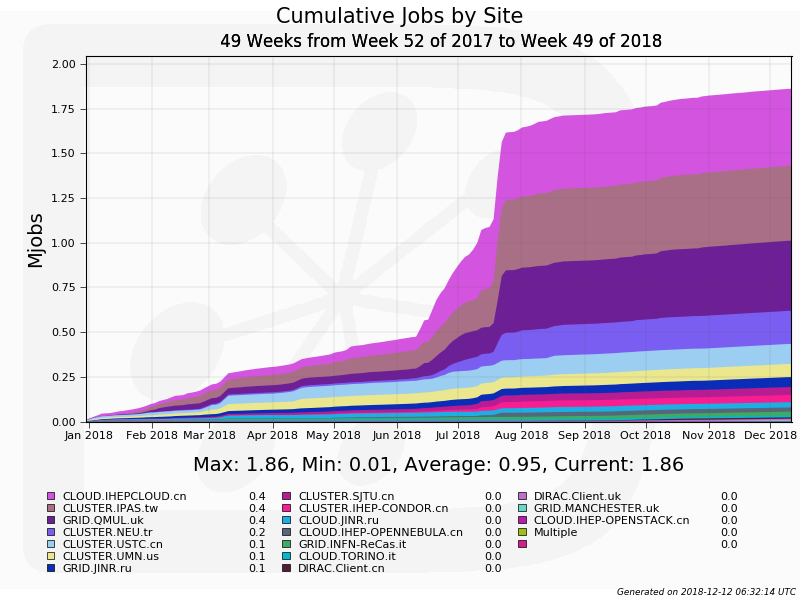 Cumulative Jobs by Site
49 Weeks from Week 52 of 2017 to Week 49 of 2018
Mjobs
2.00
1.75
1.50
1.25
1.00
0.75
0.50
0.25
0.00
Jan 2018 Feb 2018 Mar 2018 Apr 2018 May 2018 Jun 2018 Jul 2018 Aug 2018 Sep 2018 Oct 2018 Nov 2018 Dec 2018
Max: 1.86, Min: 0.01, Average: 0.95, Current: 1.86
CLOUD.IHEPCLOUD.cn 0.4
CLUSTER.IPAS.tw 0.4
GRID.QMUL.uk 0.4
CLUSTER.NEU.tr 0.2
CLUSTER.USTC.cn 0.1
CLUSTER.UMN.us 0.1
GRID.JINR.ru 0.1
CLUSTER.SJTU.cn 0.0
CLUSTER.IHEP-CONDOR.cn 0.0
CLOUD.JINR.ru 0.0
CLOUD.IHEP-OPENNEBULA.cn 0.0
GRID.INFN-ReCas.it 0.0
CLOUD.TORINO.it 0.0
DIRAC.Client.cn 0.0
DIRAC.Client.uk 0.0
GRID.MANCHESTER.uk 0.0
CLOUD.IHEP-OPENSTACK.cn 0.0
Multiple 0.0
0.0
Generated on 2018-12-12 06:32:14 UTC